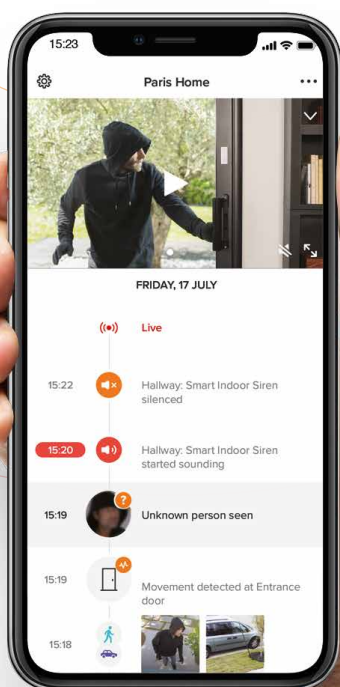 15:23
Paris Home
FRIDAY, 17 JULY
Live
15:22
Hallway: Smart Indoor Siren
silenced
15:20
Hallway: Smart Indoor Siren
started sounding
15:19
?
Unknown person seen
15:19
Movement detected at Entrance
door
15:18